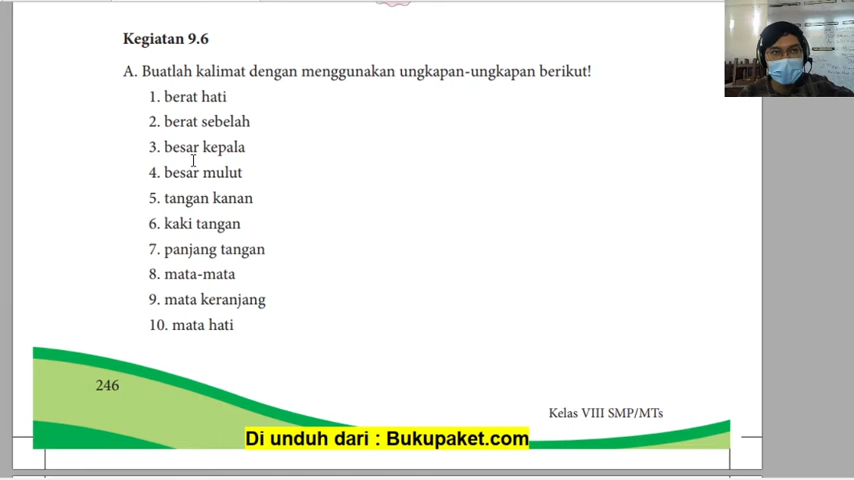 Kegiatan 9.6
A. Buatlah kalimat dengan menggunakan ungkapan-ungkapan berikut!
1. berat hati
2. berat sebelah
3. besar kepala
4. besar mulut
5. tangan kanan
6. kaki tangan
7. panjang tangan
8. mata-mata
9. mata keranjang
10. mata hati
246
Kelas VIII SMP/MTs
Di unduh dari : Bukupaket.com